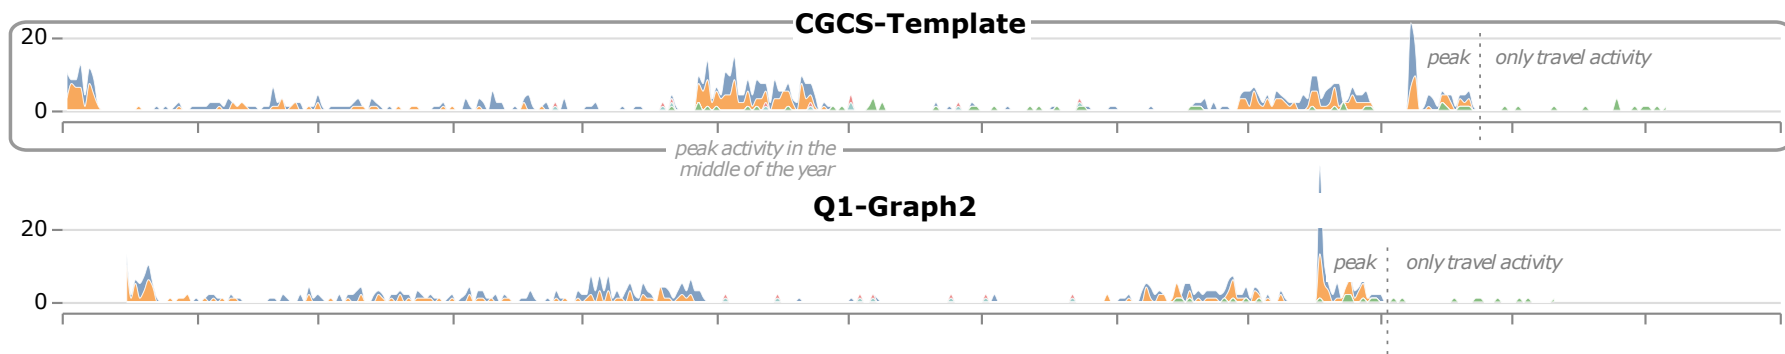 CGCS-Template
20
peak
only travel activity
0
peak activity in the
middle of the year
Q1-Graph2
20
peak
only travel activity
0